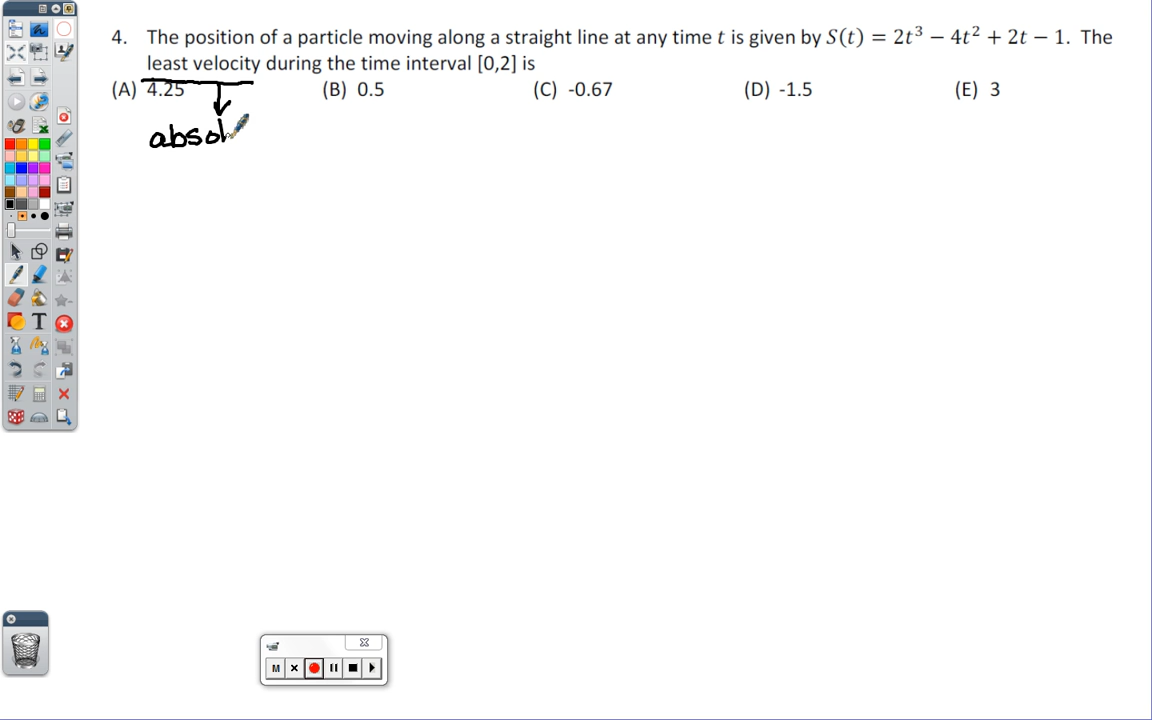 4. The position of a particle moving along a straight line at any time t is given by S(t) = 2t³ − 4t² + 2t − 1. The
least velocity during the time interval [0,2] is
(A) 4.25 (B) 0.5 (C) -0.67 (D) -1.5 (E) 3
absol
T
M